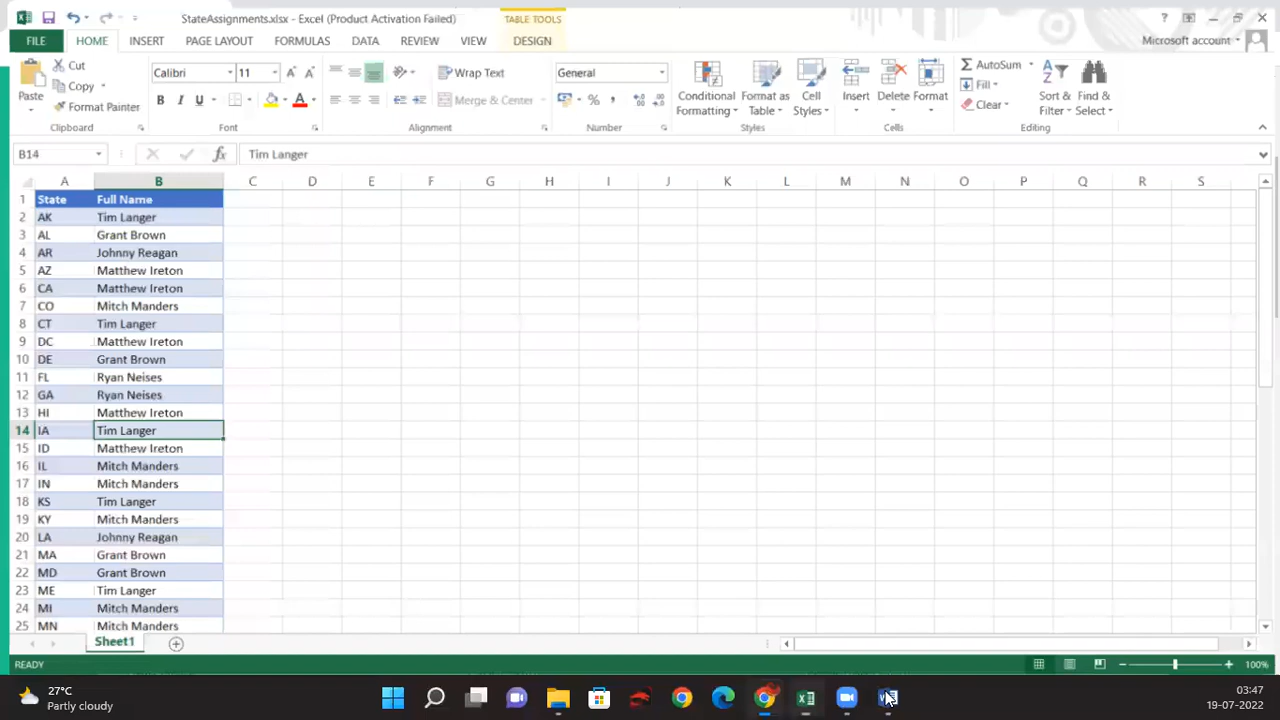 StateAssignments.xlsx - Excel (Product Activation Failed)
TABLE TOOLS
FILE HOME INSERT PAGE LAYOUT FORMULAS DATA REVIEW VIEW DESIGN
Microsoft account
Paste
Cut
Copy
Format Painter
Clipboard
Calibri 11
B I U
Font
Wrap Text
Merge & Center
Alignment
General
%
Number
Conditional Formatting
Format as Table
Cell Styles
Styles
Insert
Delete
Format
Cells
AutoSum
Fill
Clear
Sort & Filter
Find & Select
Editing
B14
fx
Tim Langer
A B C D E F G H I J K L M N O P Q R S
1 State Full Name
2 AK Tim Langer
3 AL Grant Brown
4 AR Johnny Reagan
5 AZ Matthew Ireton
6 CA Matthew Ireton
7 CO Mitch Manders
8 CT Tim Langer
9 DC Matthew Ireton
10 DE Grant Brown
11 FL Ryan Neises
12 GA Ryan Neises
13 HI Matthew Ireton
14 IA Tim Langer
15 ID Matthew Ireton
16 IL Mitch Manders
17 IN Mitch Manders
18 KS Tim Langer
19 KY Mitch Manders
20 LA Johnny Reagan
21 MA Grant Brown
22 MD Grant Brown
23 ME Tim Langer
24 MI Mitch Manders
25 MN Mitch Manders
Sheet1
READY
100%
27°C
Partly cloudy
03:47
19-07-2022